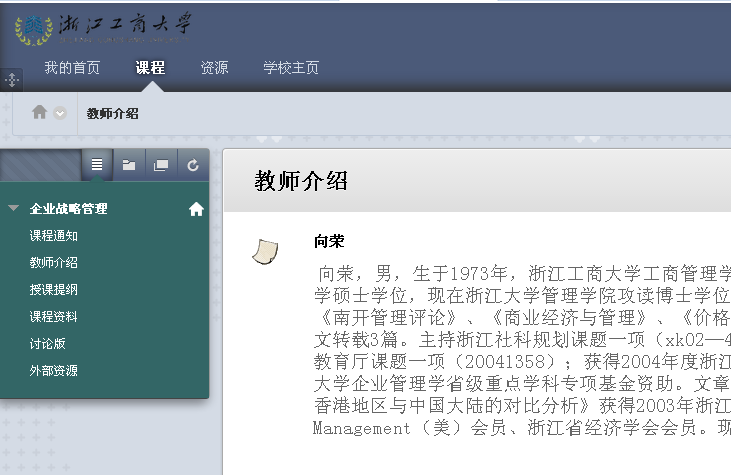 浙江工商大学
我的首页 课程 资源 学校主页
教师介绍
企业战略管理
课程通知
教师介绍
授课提纲
课程资料
讨论版
外部资源
教师介绍
向荣
向荣，男，生于1973年，浙江工商大学工商管理学
学硕士学位，现在浙江大学管理学院攻读博士学位
《南开管理评论》、《商业经济与管理》、《价格
文转载3篇。主持浙江社科规划课题一项（xk02—4
教育厅课题一项（20041358）；获得2004年度浙江
大学企业管理学省级重点学科专项基金资助。文章
香港地区与中国大陆的对比分析》获得2003年浙江
Management（美）会员、浙江省经济学会会员。现